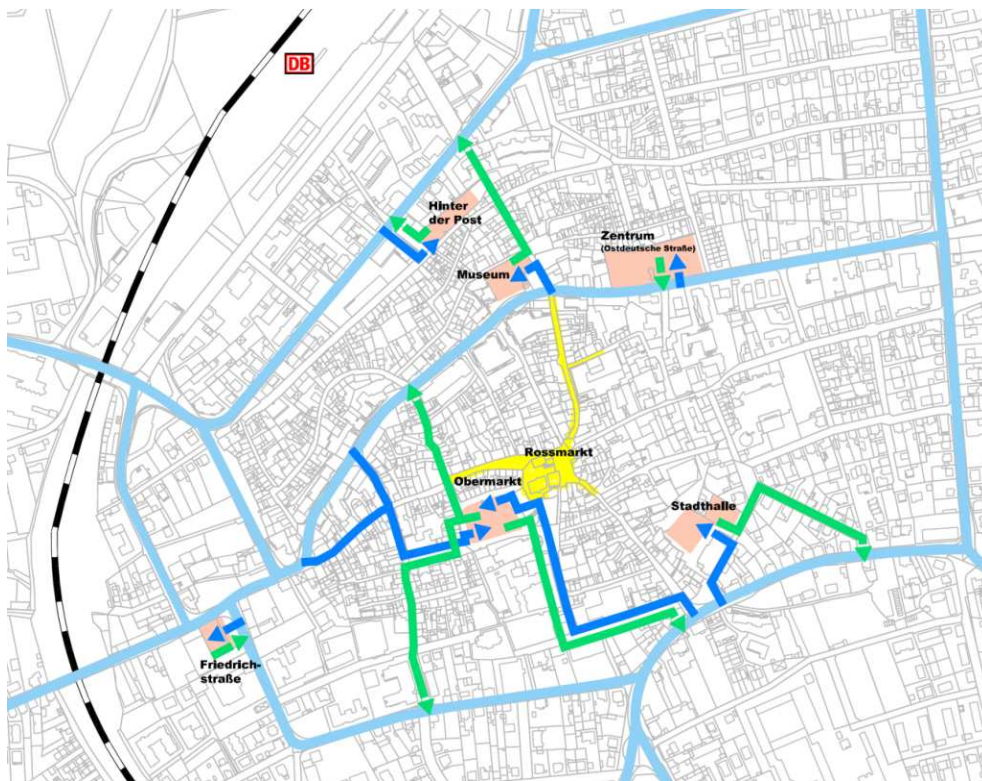 DB
Hinter
der Post
Zentrum
(Ostdeutsche Straße)
Museum
Rossmarkt
Obermarkt
Stadthalle
Friedrich-
straße